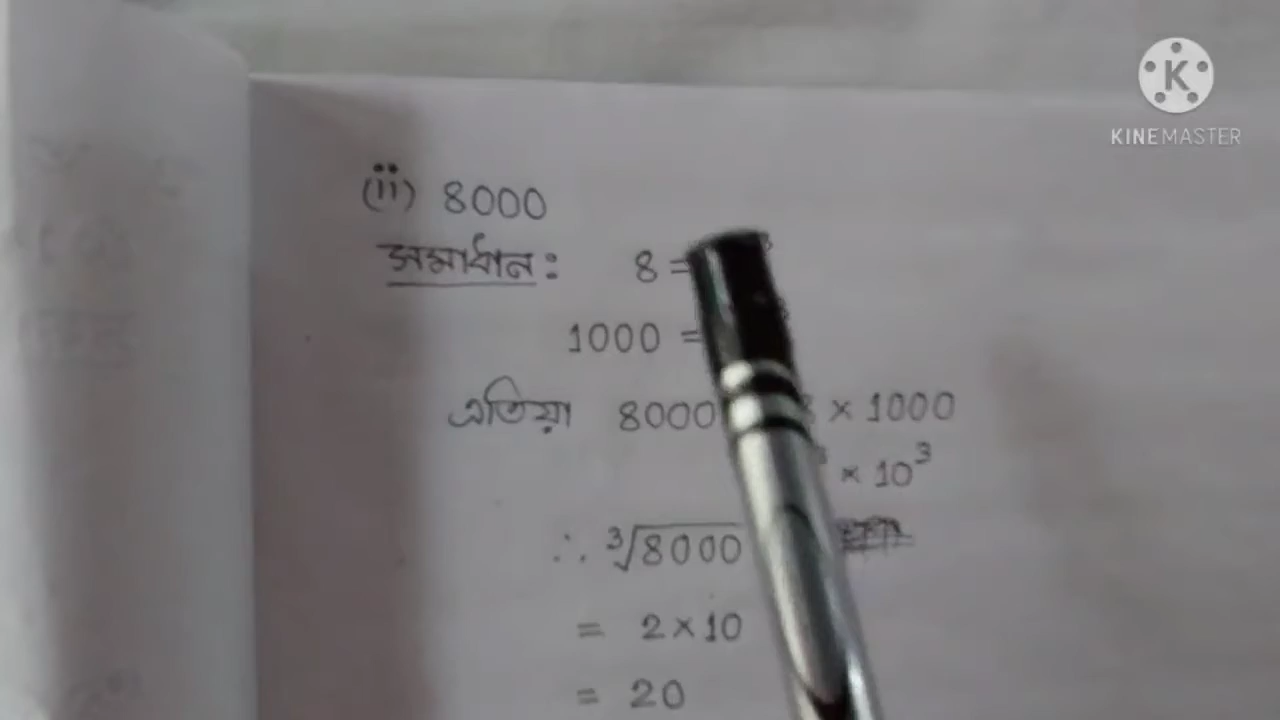 K
KINEMASTER
(ii) 8000
সমাধান: 8 =
1000 =
এতিয়া 8000 × 1000
× 10³
∴ ³√8000
= 2×10
= 20